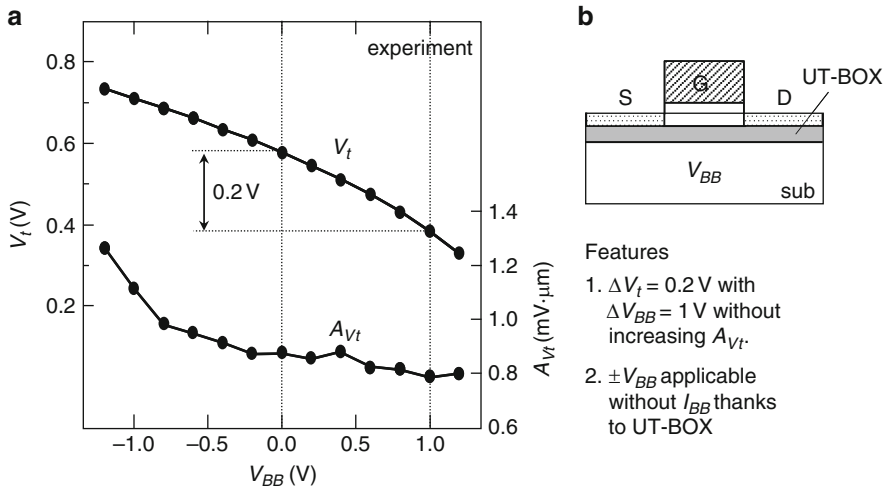 a
experiment
0.8
0.6
0.4
0.2
V_t (V)
V_t
0.2 V
A_Vt
1.4
1.2
1.0
0.8
0.6
A_Vt (mV·μm)
−1.0
−0.5
0.0
0.5
1.0
V_BB (V)
b
S
G
D
UT-BOX
V_BB
sub
Features
1. ΔV_t = 0.2 V with
ΔV_BB = 1 V without
increasing A_Vt.
2. ±V_BB applicable
without I_BB thanks
to UT-BOX